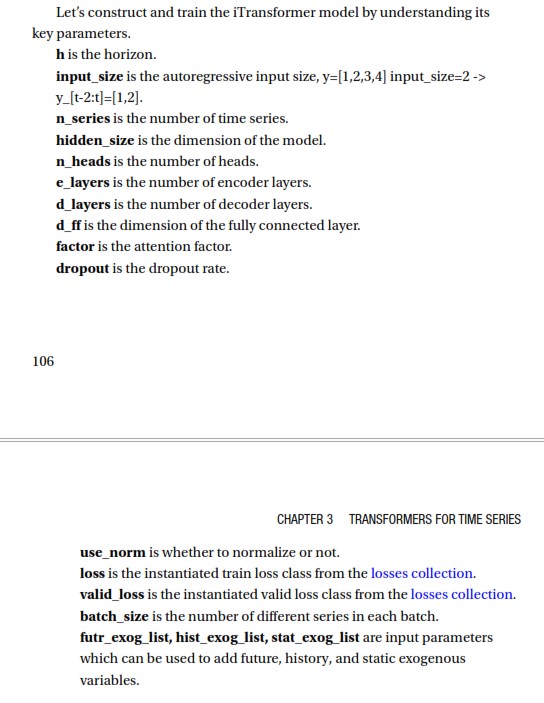 Let's construct and train the iTransformer model by understanding its
key parameters.
h is the horizon.
input_size is the autoregressive input size, y=[1,2,3,4] input_size=2 ->
y_[t-2:t]=[1,2].
n_series is the number of time series.
hidden_size is the dimension of the model.
n_heads is the number of heads.
e_layers is the number of encoder layers.
d_layers is the number of decoder layers.
d_ff is the dimension of the fully connected layer.
factor is the attention factor.
dropout is the dropout rate.
106
CHAPTER 3 TRANSFORMERS FOR TIME SERIES
use_norm is whether to normalize or not.
loss is the instantiated train loss class from the losses collection.
valid_loss is the instantiated valid loss class from the losses collection.
batch_size is the number of different series in each batch.
futr_exog_list, hist_exog_list, stat_exog_list are input parameters
which can be used to add future, history, and static exogenous
variables.